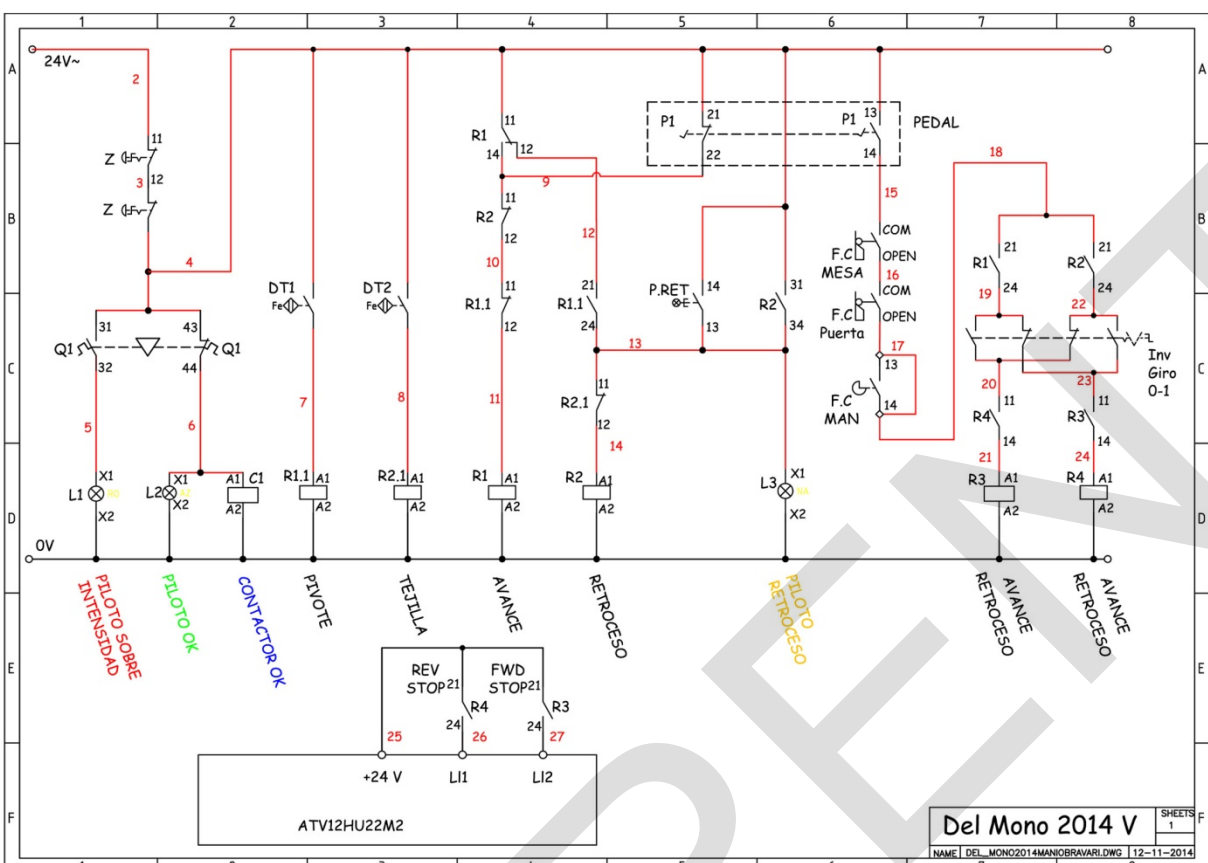 1 2 3 4 5 6 7 8
A A
24V~
2
11
Z
12
3
Z
4
B B
R1
11
14 12
9
R2
11
12
10
R1.1
11
12
11
12
R1.1
21
24
13
R2.1
11
12
14
P1
21
22
P1
13
14
PEDAL
15
F.C
MESA
COM
OPEN
16
F.C
Puerta
COM
OPEN
17
13
F.C
MAN
14
18
R1
21
24
19
R2
21
24
22
Inv
Giro
0-1
20
23
R4
11
14
21
R3
11
14
24
DT1
Fe
DT2
Fe
P.RET
14
13
R2
31
34
C C
Q1
31
32
43
44
Q1
5
6
7
8
D D
L1
X1
X2
L2
X1
X2
A1 C1
A2
R1.1 A1
A2
R2.1 A1
A2
R1 A1
A2
R2 A1
A2
L3
X1
X2
R3 A1
A2
R4 A1
A2
0V
PILOTO SOBRE
INTENSIDAD
PILOTO OK
CONTACTOR OK
PIVOTE
TEJILLA
AVANCE
RETROCESO
PILOTO
RETROCESO
AVANCE
RETROCESO
AVANCE
RETROCESO
E E
REV
STOP 21
R4
24
FWD
STOP 21
R3
24
25 26 27
+24 V LI1 LI2
ATV12HU22M2
F F
Del Mono 2014 V
SHEETS
1
NAME DEL_MONO2014MANIOBRAVARI.DWG 12-11-2014